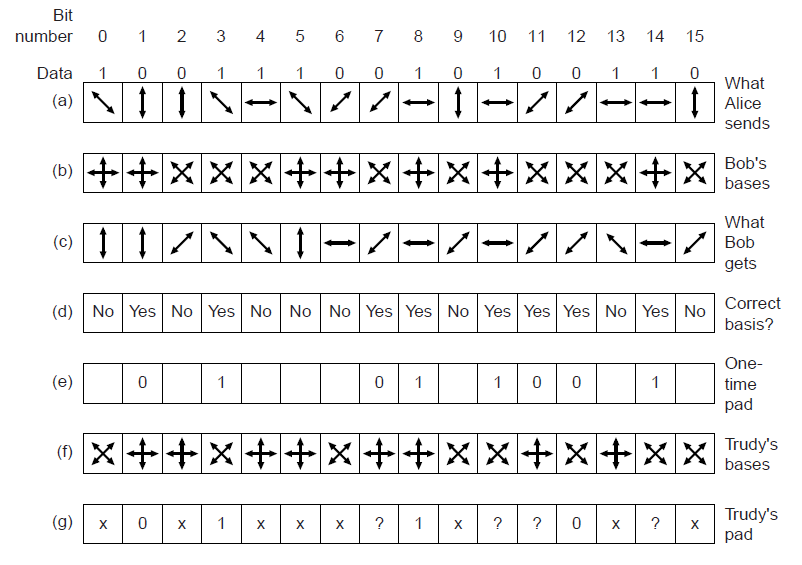 Bit
number 0 1 2 3 4 5 6 7 8 9 10 11 12 13 14 15
Data 1 0 0 1 1 1 0 0 1 0 1 0 0 1 1 0
(a) What
Alice
sends
(b) Bob's
bases
(c) What
Bob
gets
(d) No Yes No Yes No No No Yes Yes No Yes Yes Yes No Yes No Correct
basis?
(e) 0 1 0 1 1 0 0 1 One-
time
pad
(f) Trudy's
bases
(g) x 0 x 1 x x x ? 1 x ? ? 0 x ? x Trudy's
pad